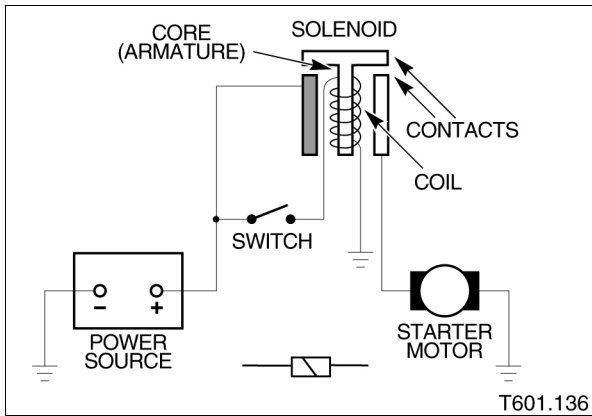 SOLENOID
CORE
(ARMATURE)
CONTACTS
COIL
SWITCH
– +
POWER
SOURCE
STARTER
MOTOR
T601.136